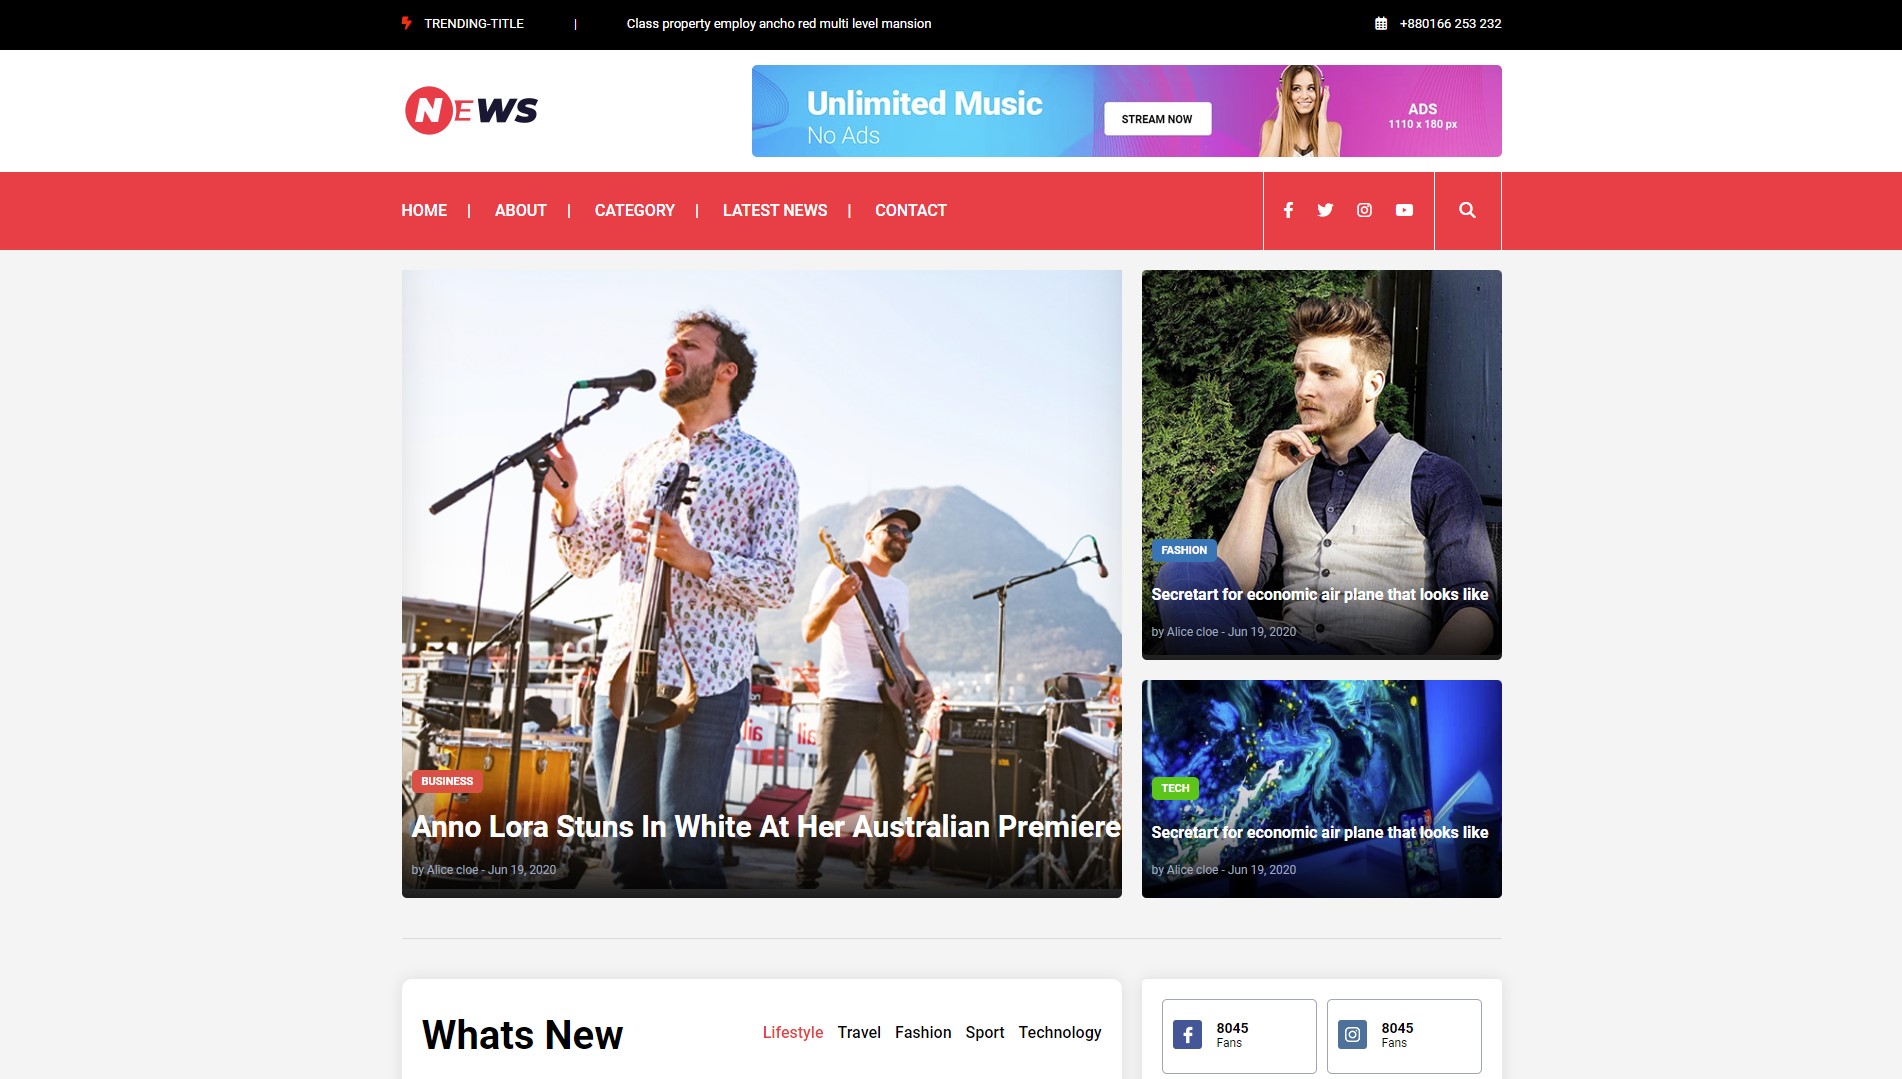 TRENDING-TITLE | Class property employ ancho red multi level mansion +880166 253 232
NEWS
Unlimited Music
No Ads
STREAM NOW
ADS
1110 x 180 px
HOME | ABOUT | CATEGORY | LATEST NEWS | CONTACT
BUSINESS
Anno Lora Stuns In White At Her Australian Premiere
by Alice cloe - Jun 19, 2020
FASHION
Secretart for economic air plane that looks like
by Alice cloe - Jun 19, 2020
TECH
Secretart for economic air plane that looks like
by Alice cloe - Jun 19, 2020
Whats New
Lifestyle Travel Fashion Sport Technology
8045
Fans
8045
Fans